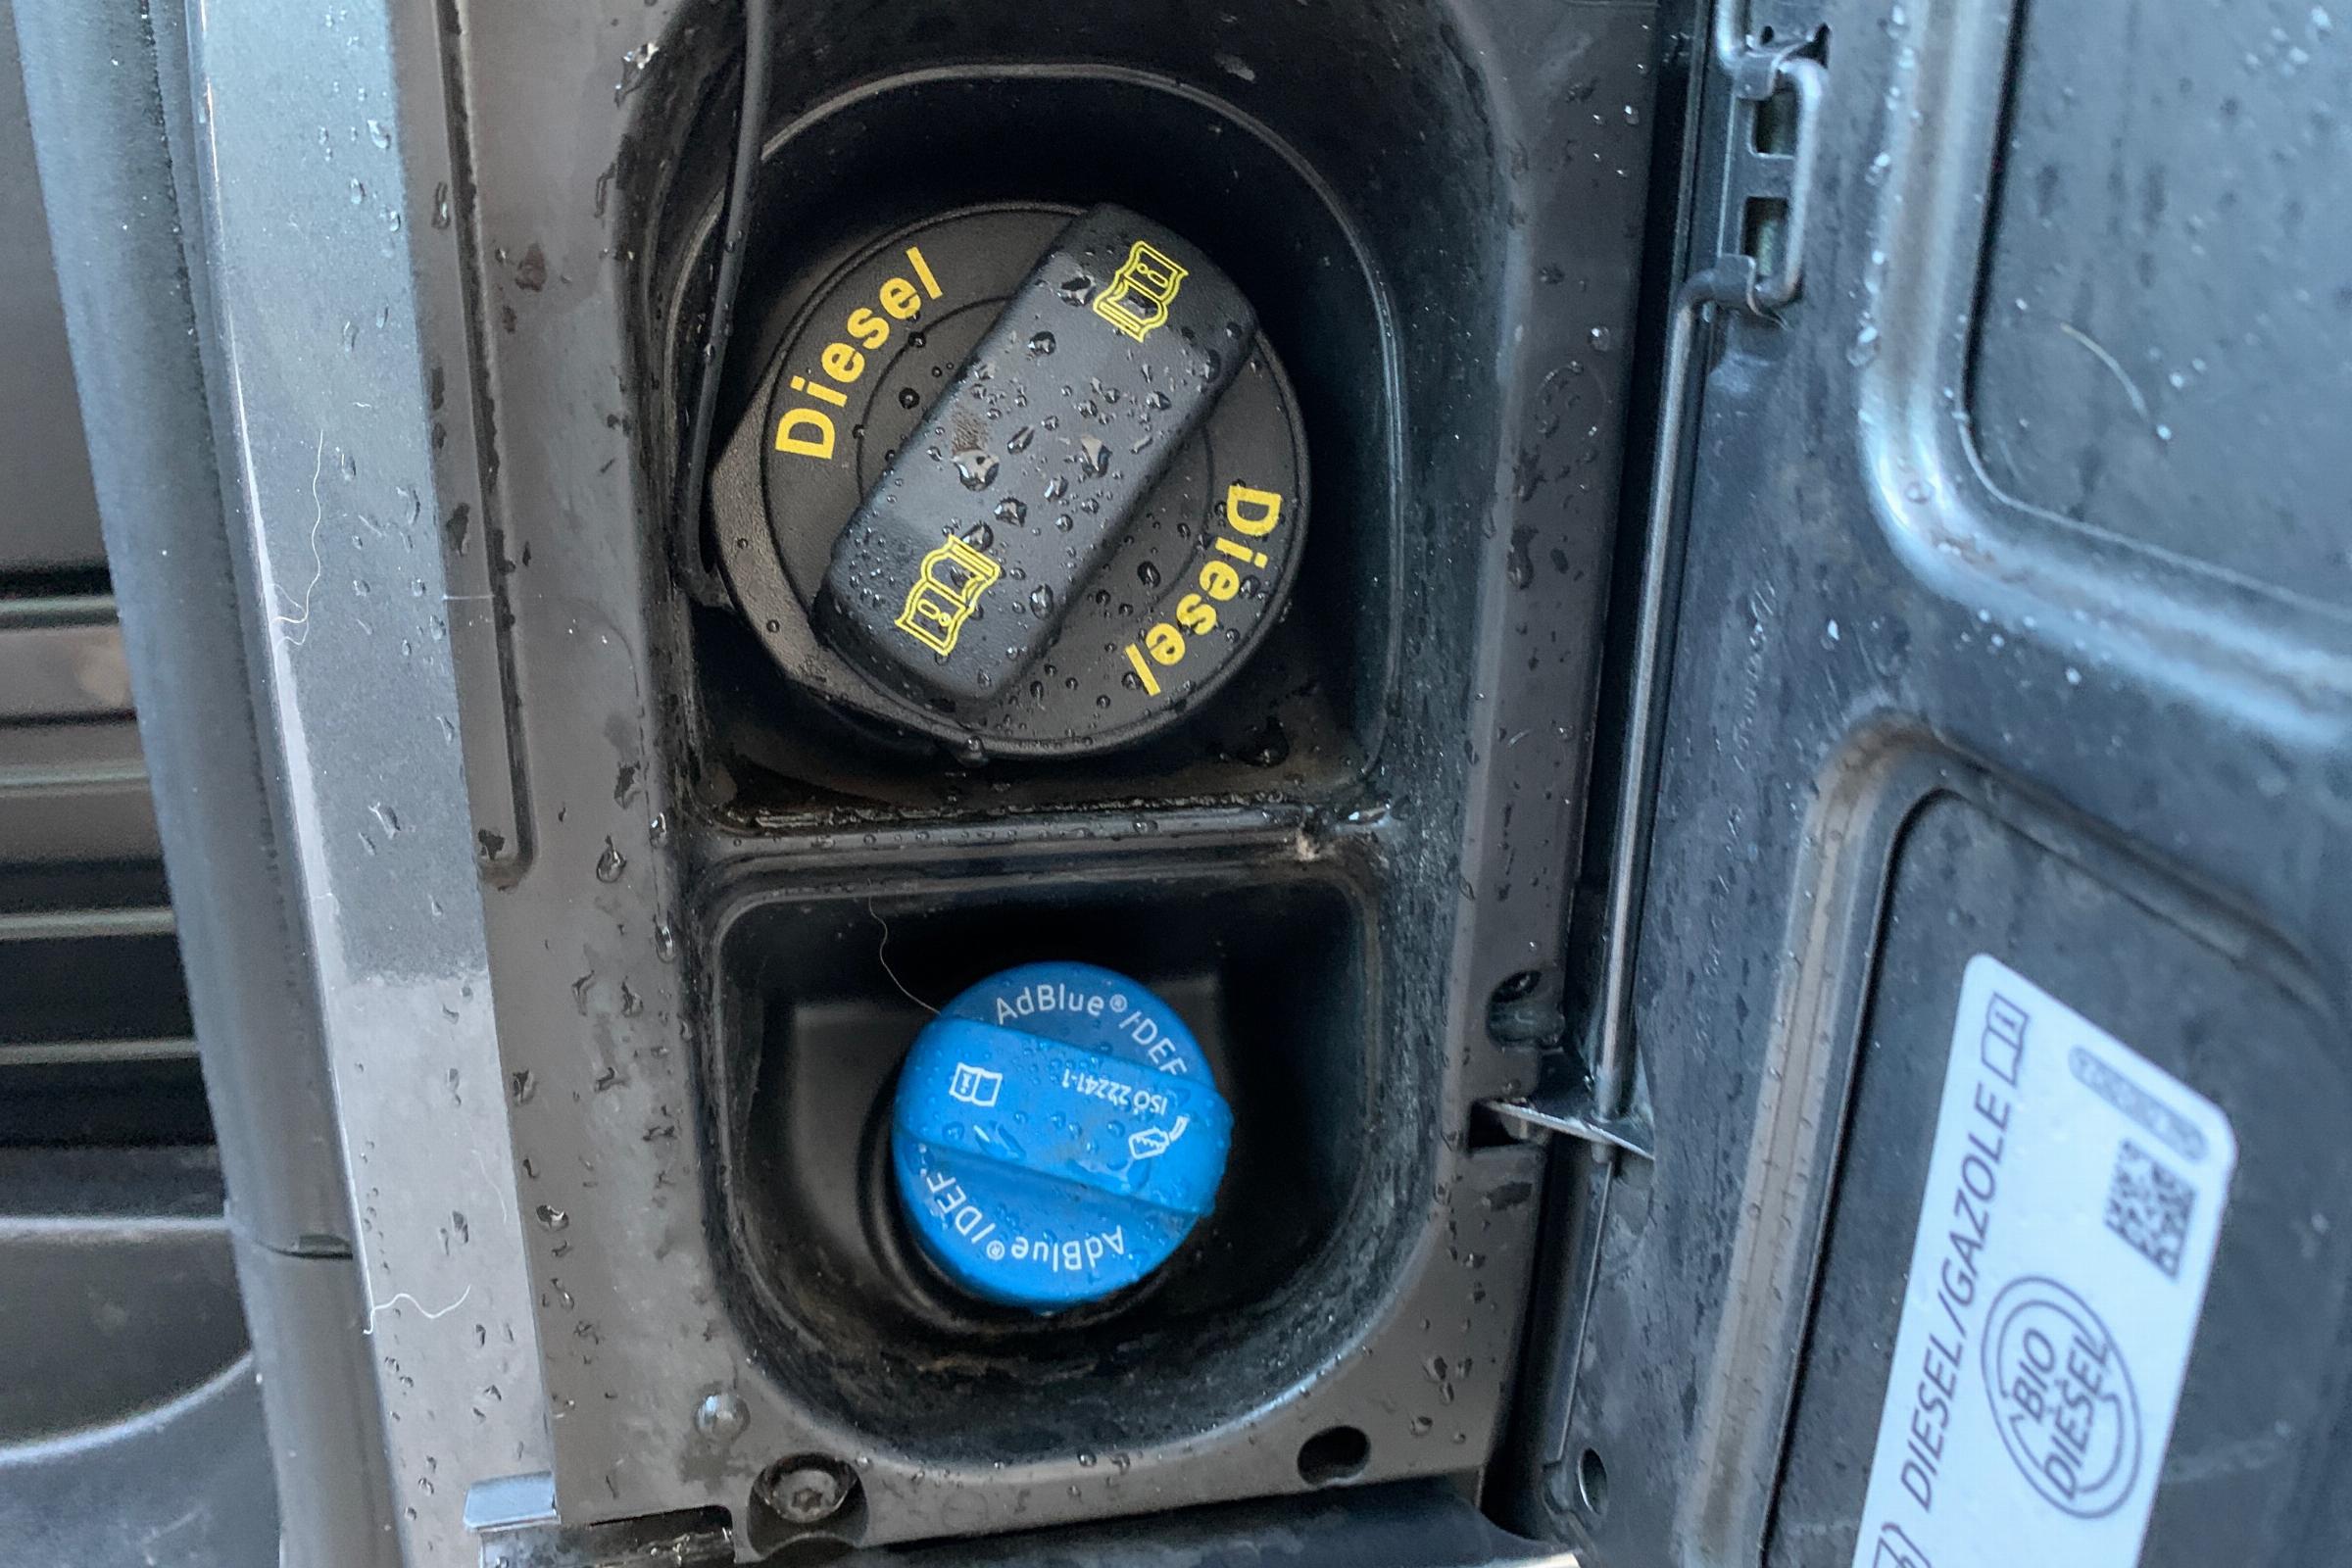 Diesel
Diesel
AdBlue®/DEF
ISO 22241-1
AdBlue®/DEF
DIESEL/GAZOLE
BIO
DIESEL